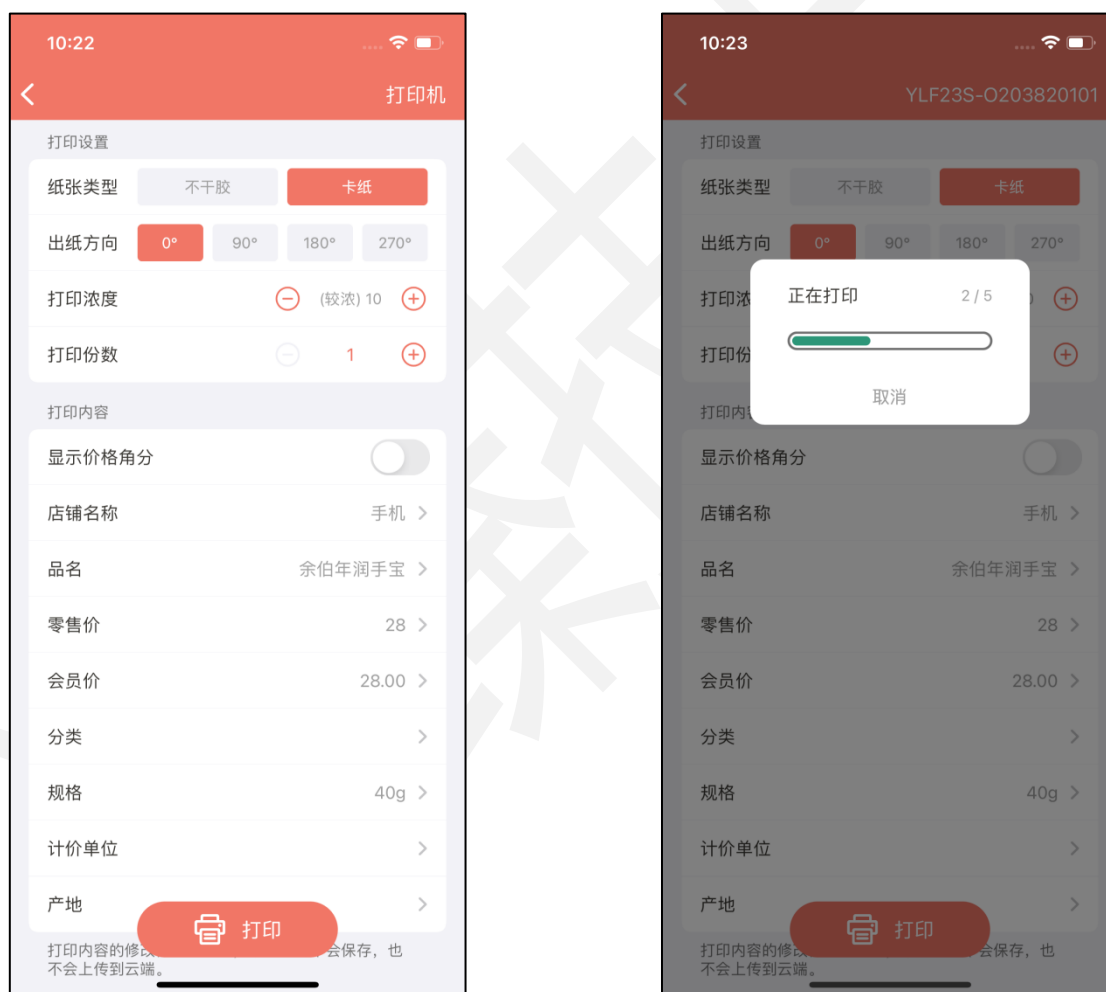 10:22
打印机
打印设置
纸张类型 不干胶 卡纸
出纸方向 0° 90° 180° 270°
打印浓度 (较浓) 10
打印份数 1
打印内容
显示价格角分
店铺名称 手机
品名 余伯年润手宝
零售价 28
会员价 28.00
分类
规格 40g
计价单位
产地
打印
打印内容的修改 会保存，也
不会上传到云端。
10:23
YLF23S-O203820101
打印设置
纸张类型 不干胶 卡纸
出纸方向 0° 90° 180° 270°
打印浓
正在打印 2 / 5
打印份
取消
打印内
显示价格角分
店铺名称 手机
品名 余伯年润手宝
零售价 28
会员价 28.00
分类
规格 40g
计价单位
产地
打印
打印内容的修改 会保存，也
不会上传到云端。